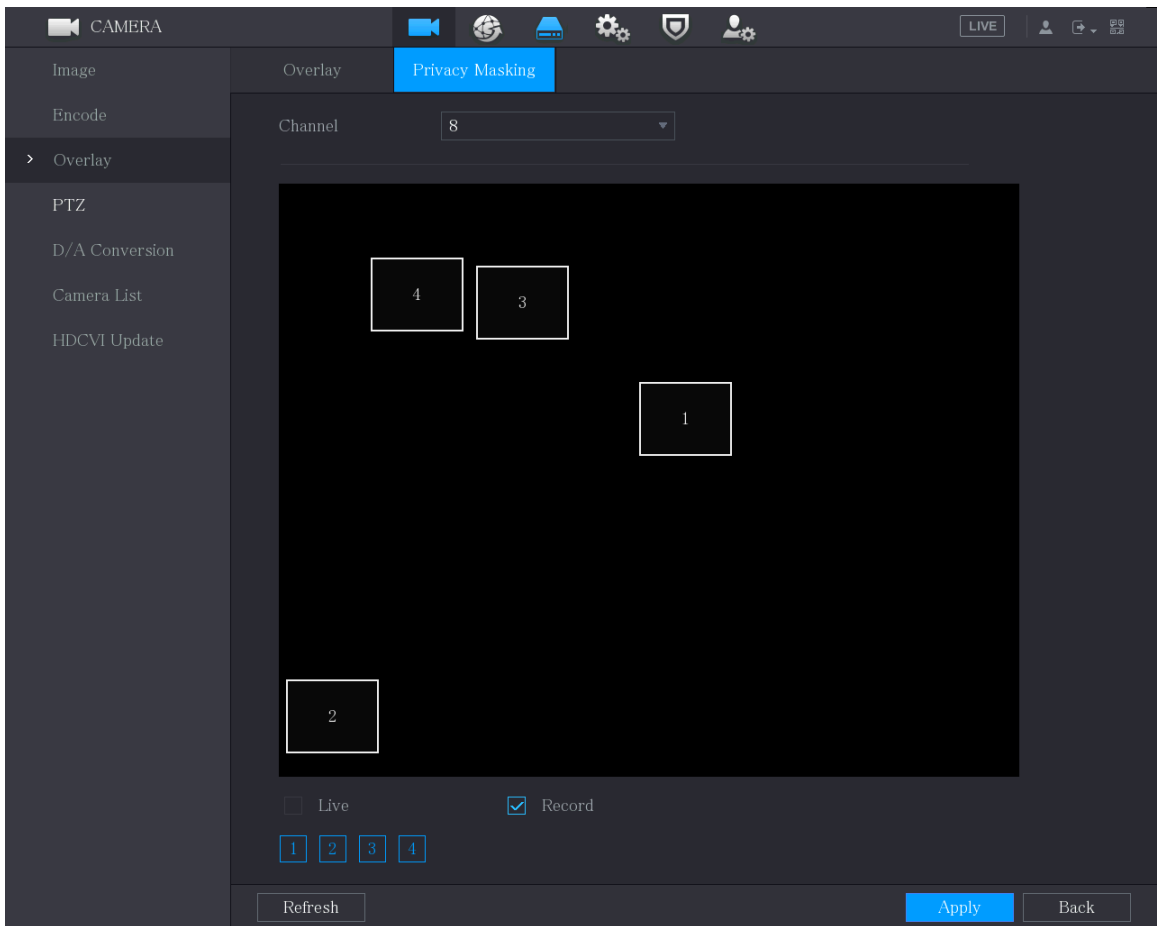 CAMERA
LIVE
Image
Encode
Overlay
PTZ
D/A Conversion
Camera List
HDCVI Update
Overlay Privacy Masking
Channel 8
4
3
1
2
Live Record
1 2 3 4
Refresh Apply Back